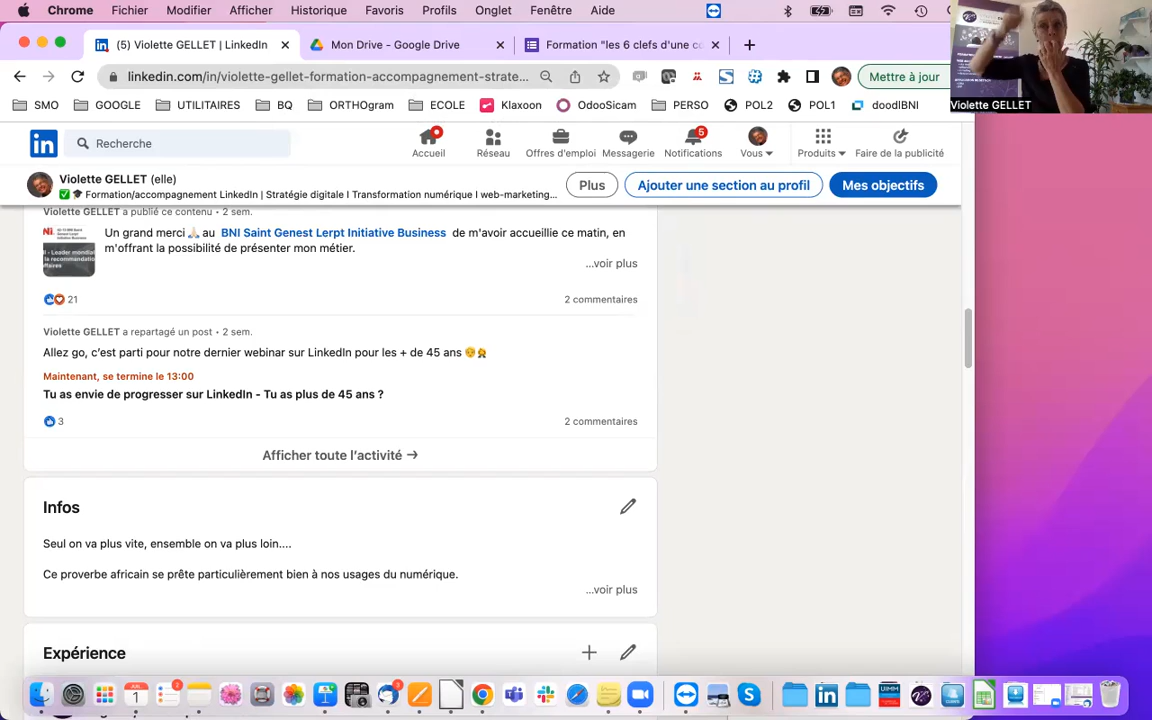 Chrome Fichier Modifier Afficher Historique Favoris Profils Onglet Fenêtre Aide
(5) Violette GELLET | LinkedIn
Mon Drive - Google Drive
Formation "les 6 clefs d'une co
linkedin.com/in/violette-gellet-formation-accompagnement-strate...
Mettre à jour
Violette GELLET
SMO GOOGLE UTILITAIRES BQ ORTHOgram ECOLE Klaxoon OdooSicam PERSO POL2 POL1 doodlBNI
in
Recherche
Accueil
Réseau
Offres d'emploi
Messagerie
5
Notifications
Vous
Produits
Faire de la publicité
Violette GELLET (elle)
Formation/accompagnement LinkedIn | Stratégie digitale I Transformation numérique I web-marketing...
Plus
Ajouter une section au profil
Mes objectifs
Violette GELLET a publié ce contenu • 2 sem.
Un grand merci au BNI Saint Genest Lerpt Initiative Business de m'avoir accueillie ce matin, en
m'offrant la possibilité de présenter mon métier.
...voir plus
21
2 commentaires
Violette GELLET a repartagé un post • 2 sem.
Allez go, c'est parti pour notre dernier webinar sur LinkedIn pour les + de 45 ans
Maintenant, se termine le 13:00
Tu as envie de progresser sur LinkedIn - Tu as plus de 45 ans ?
3
2 commentaires
Afficher toute l'activité →
Infos
Seul on va plus vite, ensemble on va plus loin....
Ce proverbe africain se prête particulièrement bien à nos usages du numérique.
...voir plus
Expérience